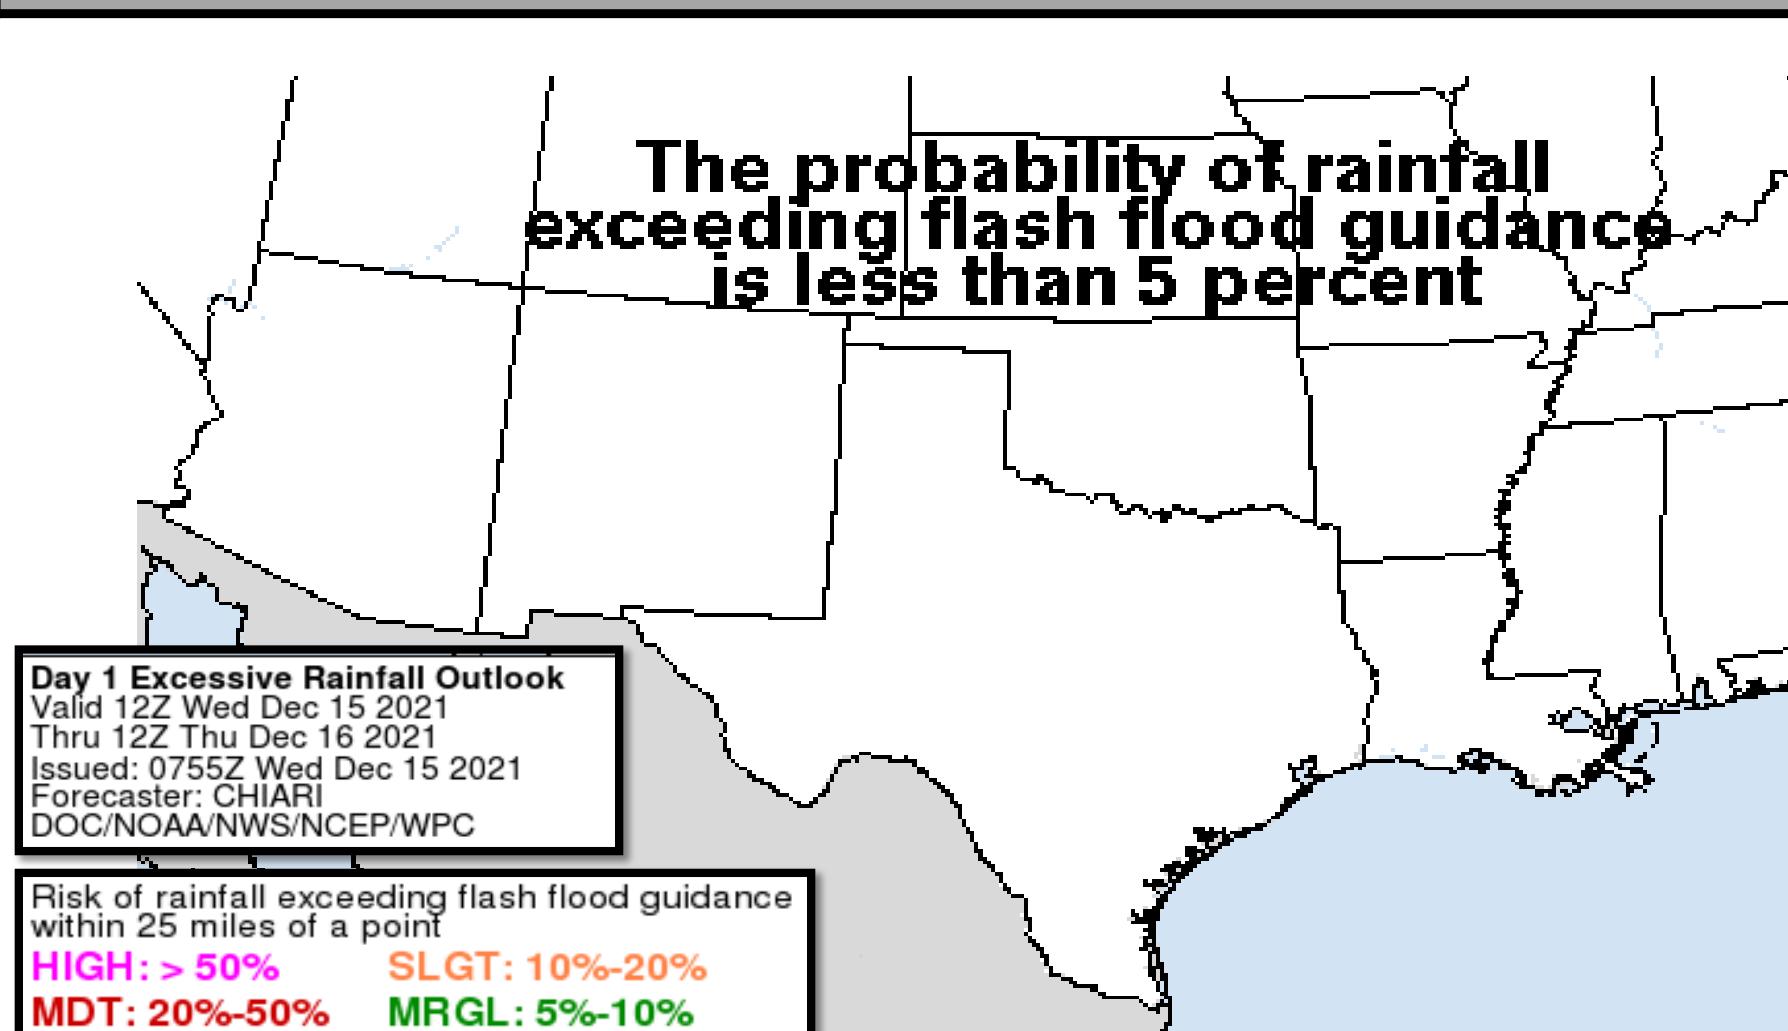 The probability of rainfall
exceeding flash flood guidance
is less than 5 percent
Day 1 Excessive Rainfall Outlook
Valid 12Z Wed Dec 15 2021
Thru 12Z Thu Dec 16 2021
Issued: 0755Z Wed Dec 15 2021
Forecaster: CHIARI
DOC/NOAA/NWS/NCEP/WPC
Risk of rainfall exceeding flash flood guidance
within 25 miles of a point
HIGH: > 50% SLGT: 10%-20%
MDT: 20%-50% MRGL: 5%-10%